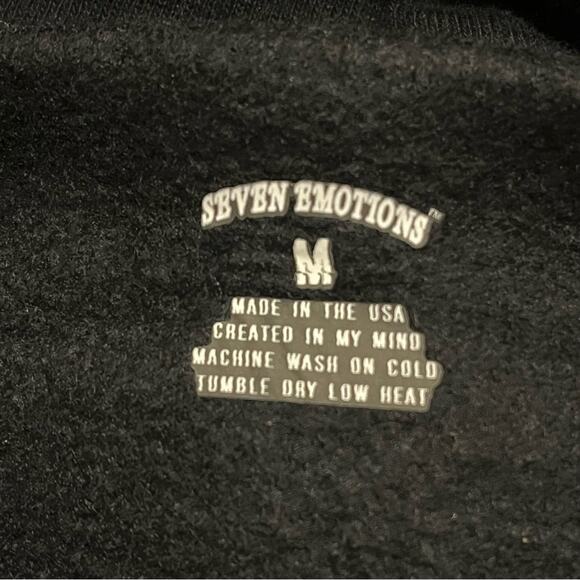 SEVEN EMOTIONS™
M
MADE IN THE USA
CREATED IN MY MIND
MACHINE WASH ON COLD
TUMBLE DRY LOW HEAT